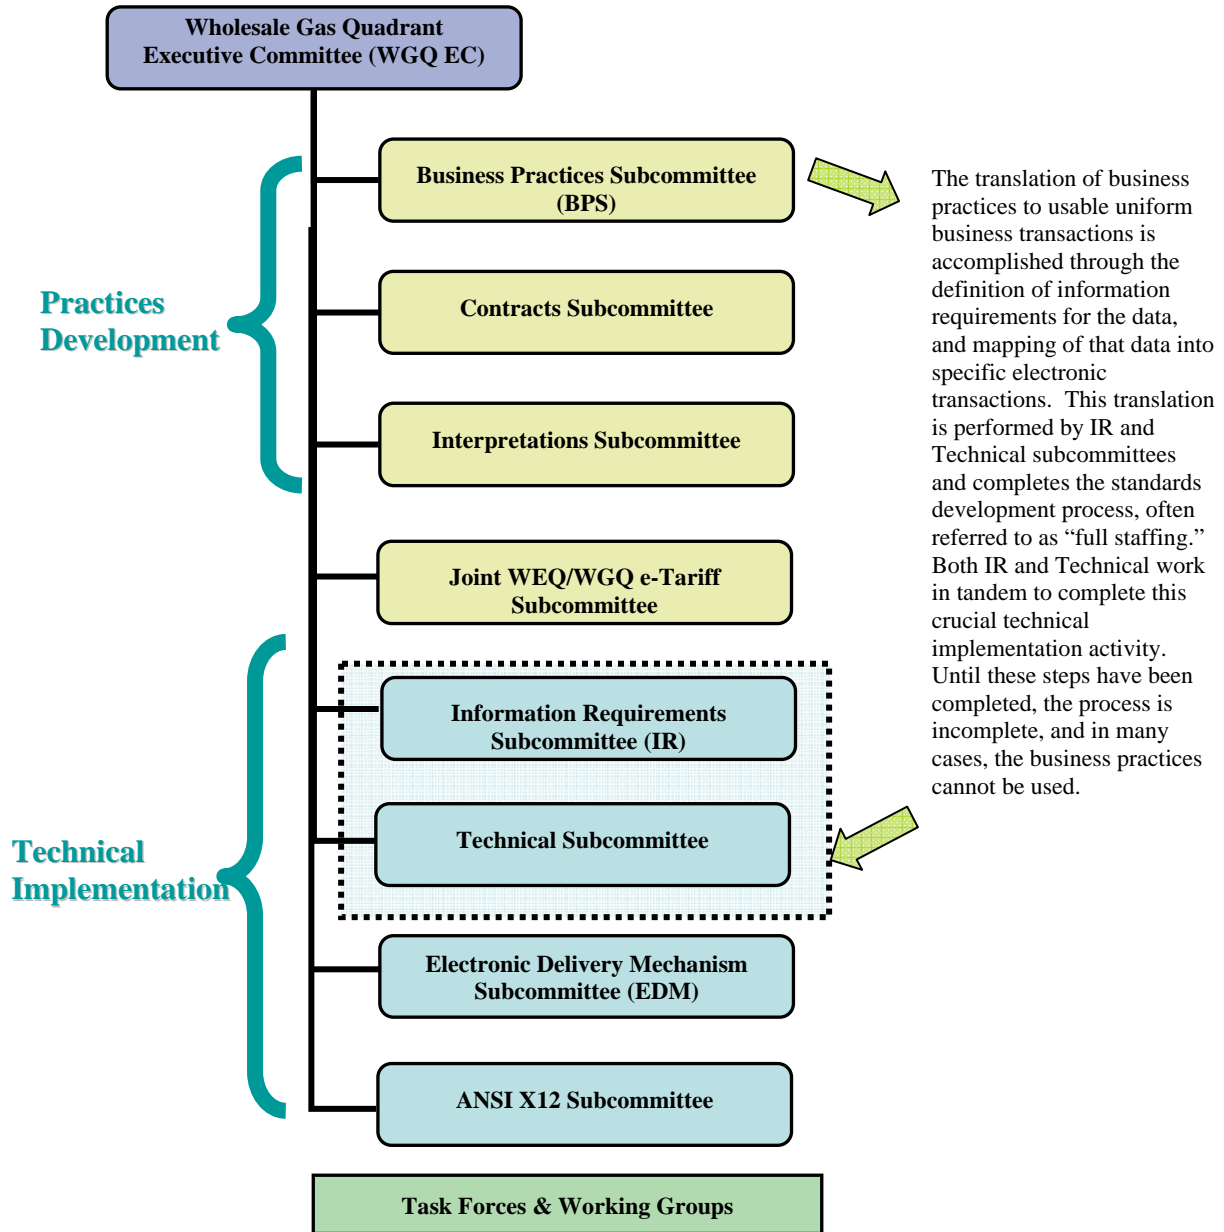 Wholesale Gas Quadrant
Executive Committee (WGQ EC)
Business Practices Subcommittee
(BPS)
Contracts Subcommittee
Practices
Development
Interpretations Subcommittee
Joint WEQ/WGQ e-Tariff
Subcommittee
Information Requirements
Subcommittee (IR)
Technical Subcommittee
Technical
Implementation
Electronic Delivery Mechanism
Subcommittee (EDM)
ANSI X12 Subcommittee
Task Forces & Working Groups
The translation of business
practices to usable uniform
business transactions is
accomplished through the
definition of information
requirements for the data,
and mapping of that data into
specific electronic
transactions.  This translation
is performed by IR and
Technical subcommittees
and completes the standards
development process, often
referred to as “full staffing.”
Both IR and Technical work
in tandem to complete this
crucial technical
implementation activity.
Until these steps have been
completed, the process is
incomplete, and in many
cases, the business practices
cannot be used.